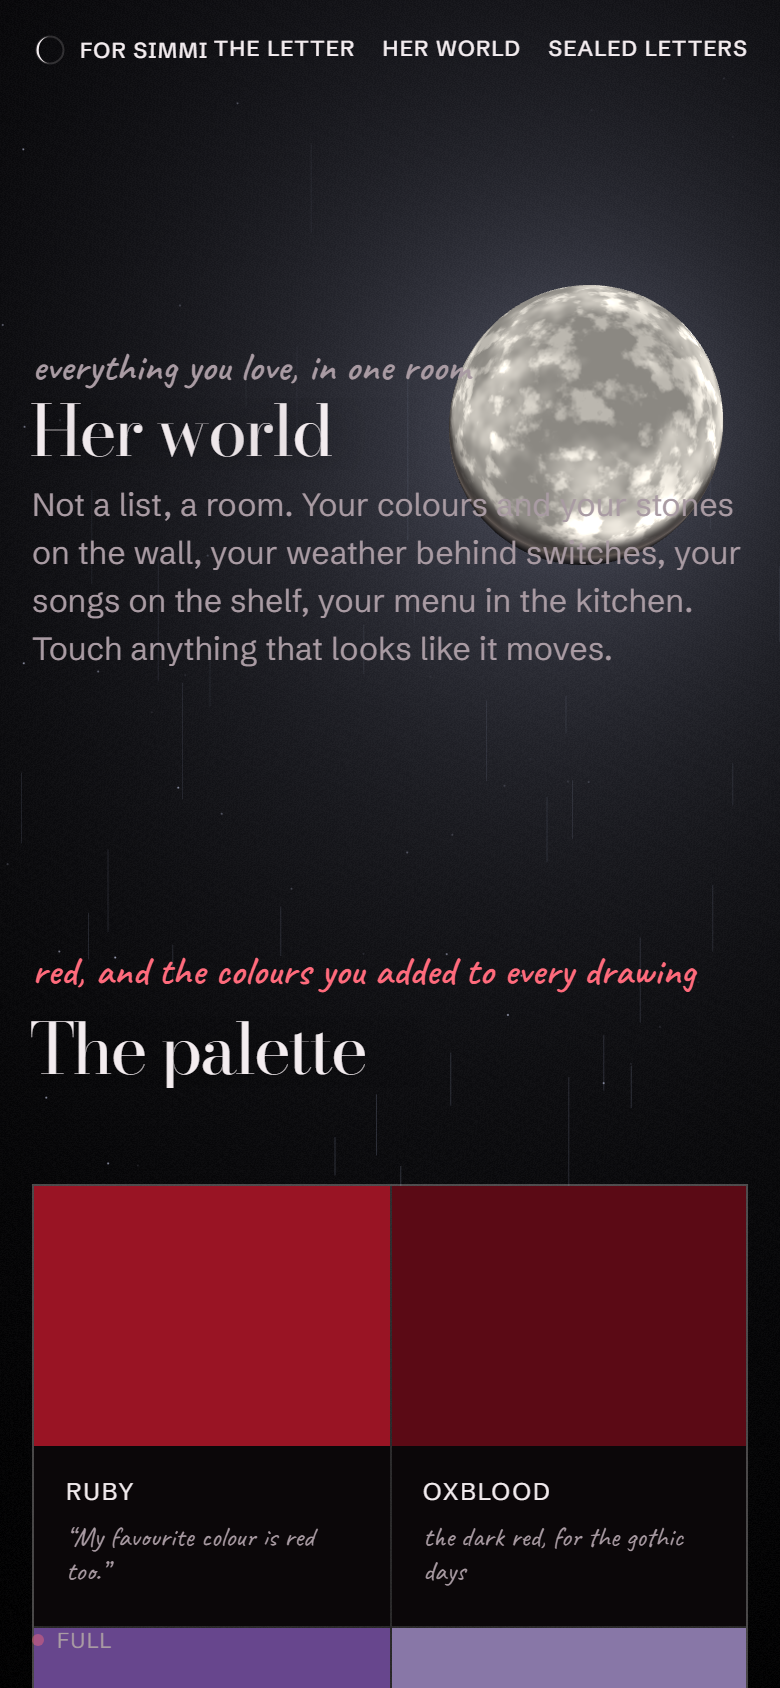 FOR SIMMI THE LETTER HER WORLD SEALED LETTERS
everything you love, in one room
Her world
Not a list, a room. Your colours and your stones
on the wall, your weather behind switches, your
songs on the shelf, your menu in the kitchen.
Touch anything that looks like it moves.
red, and the colours you added to every drawing
The palette
RUBY
“My favourite colour is red
too.”
OXBLOOD
the dark red, for the gothic
days
FULL